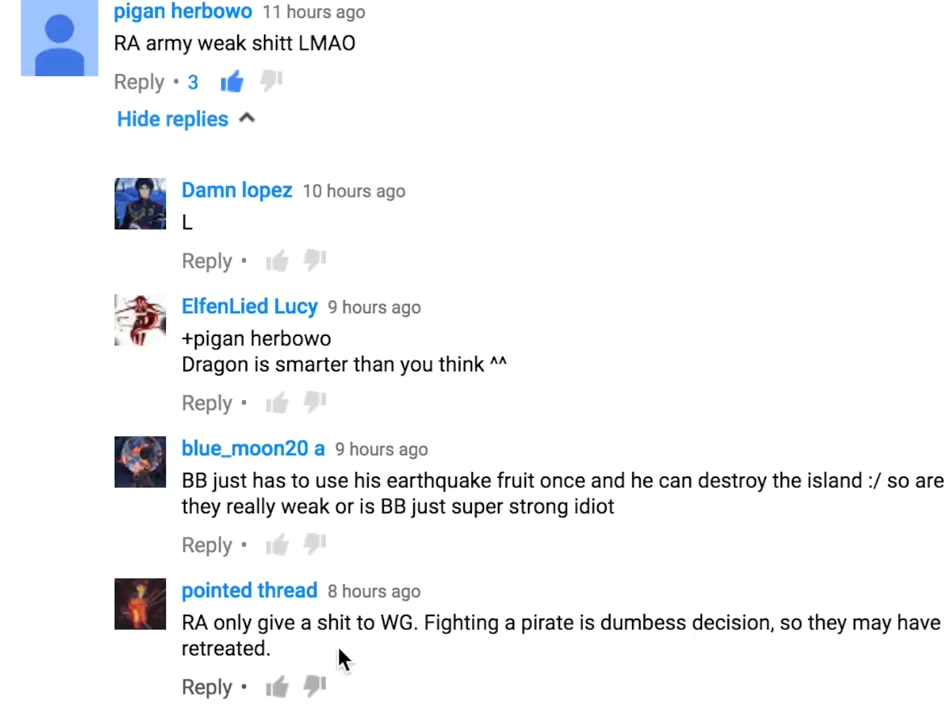 pigan herbowo 11 hours ago
RA army weak shitt LMAO
Reply • 3
Hide replies
Damn lopez 10 hours ago
L
Reply •
ElfenLied Lucy 9 hours ago
+pigan herbowo
Dragon is smarter than you think ^^
Reply •
blue_moon20 a 9 hours ago
BB just has to use his earthquake fruit once and he can destroy the island :/ so are
they really weak or is BB just super strong idiot
Reply •
pointed thread 8 hours ago
RA only give a shit to WG. Fighting a pirate is dumbess decision, so they may have
retreated.
Reply •